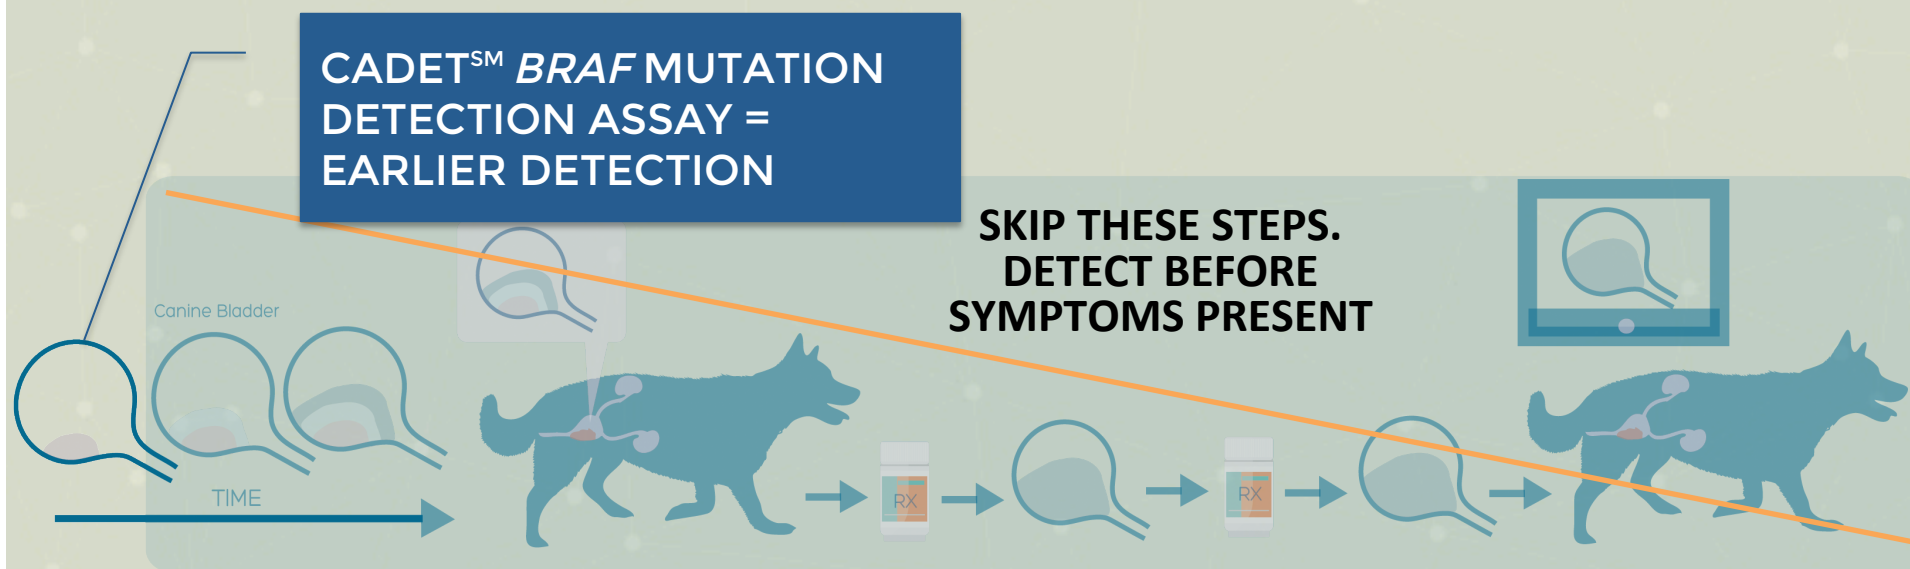 CADET℠ BRAF MUTATION
DETECTION ASSAY =
EARLIER DETECTION
SKIP THESE STEPS.
DETECT BEFORE
SYMPTOMS PRESENT
Canine Bladder
TIME
RX
RX